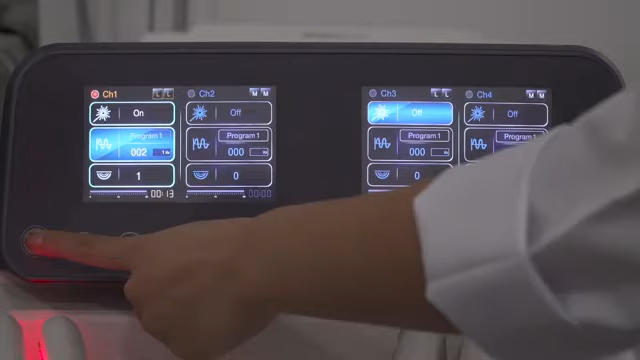 Ch1 L L
On
Program 1
002
1
00:13
Ch2 M M
Off
Program 1
000
0
00:00
Ch3 L L
Off
Program 1
000
0
Ch4 M M
Off
Program 1
000